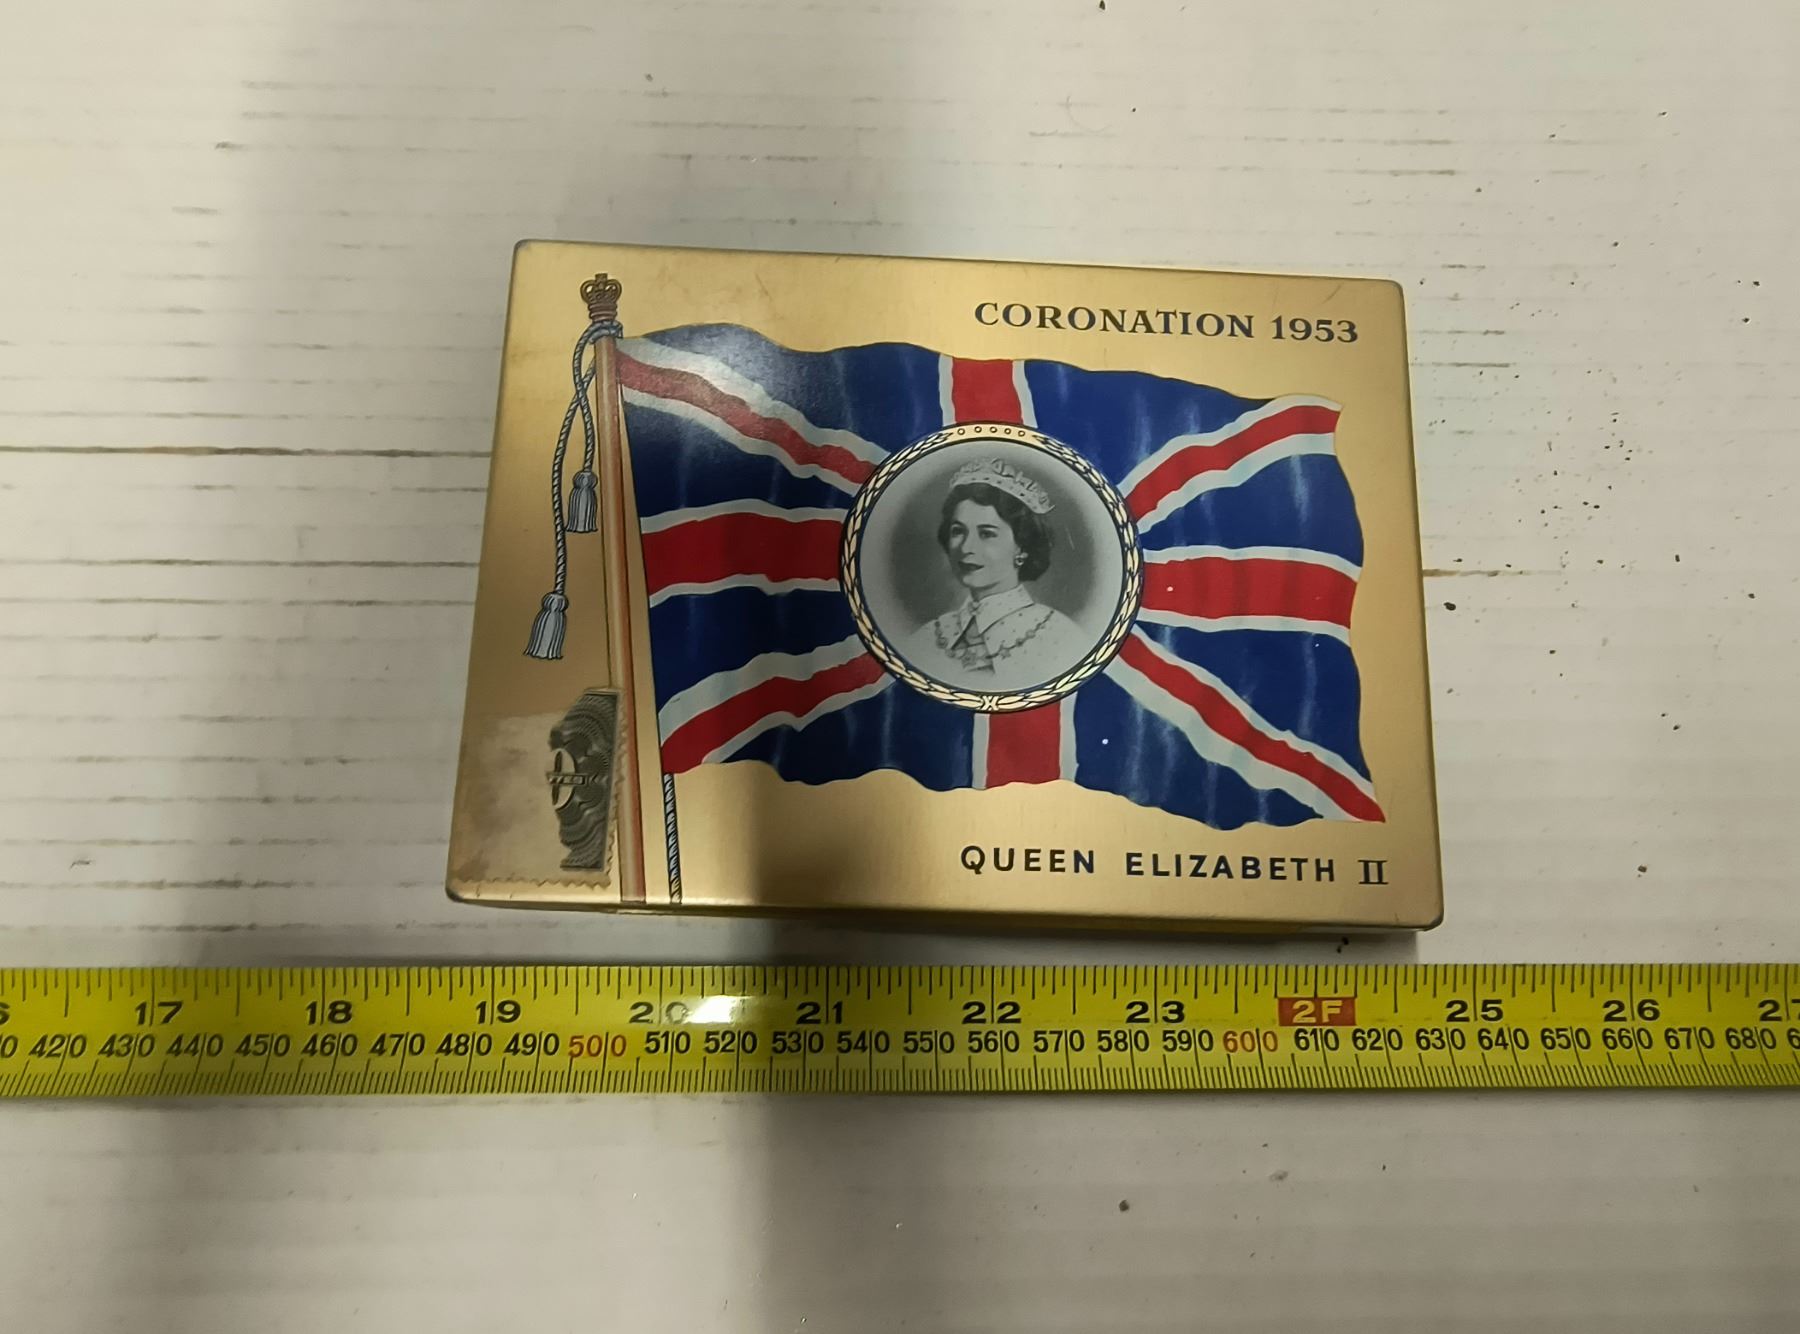 CORONATION 1953
QUEEN ELIZABETH II
17 18 19 20 21 22 23 2F 25 26
420 430 440 450 460 470 480 490 500 510 520 530 540 550 560 570 580 590 600 610 620 630 640 650 660 670 680